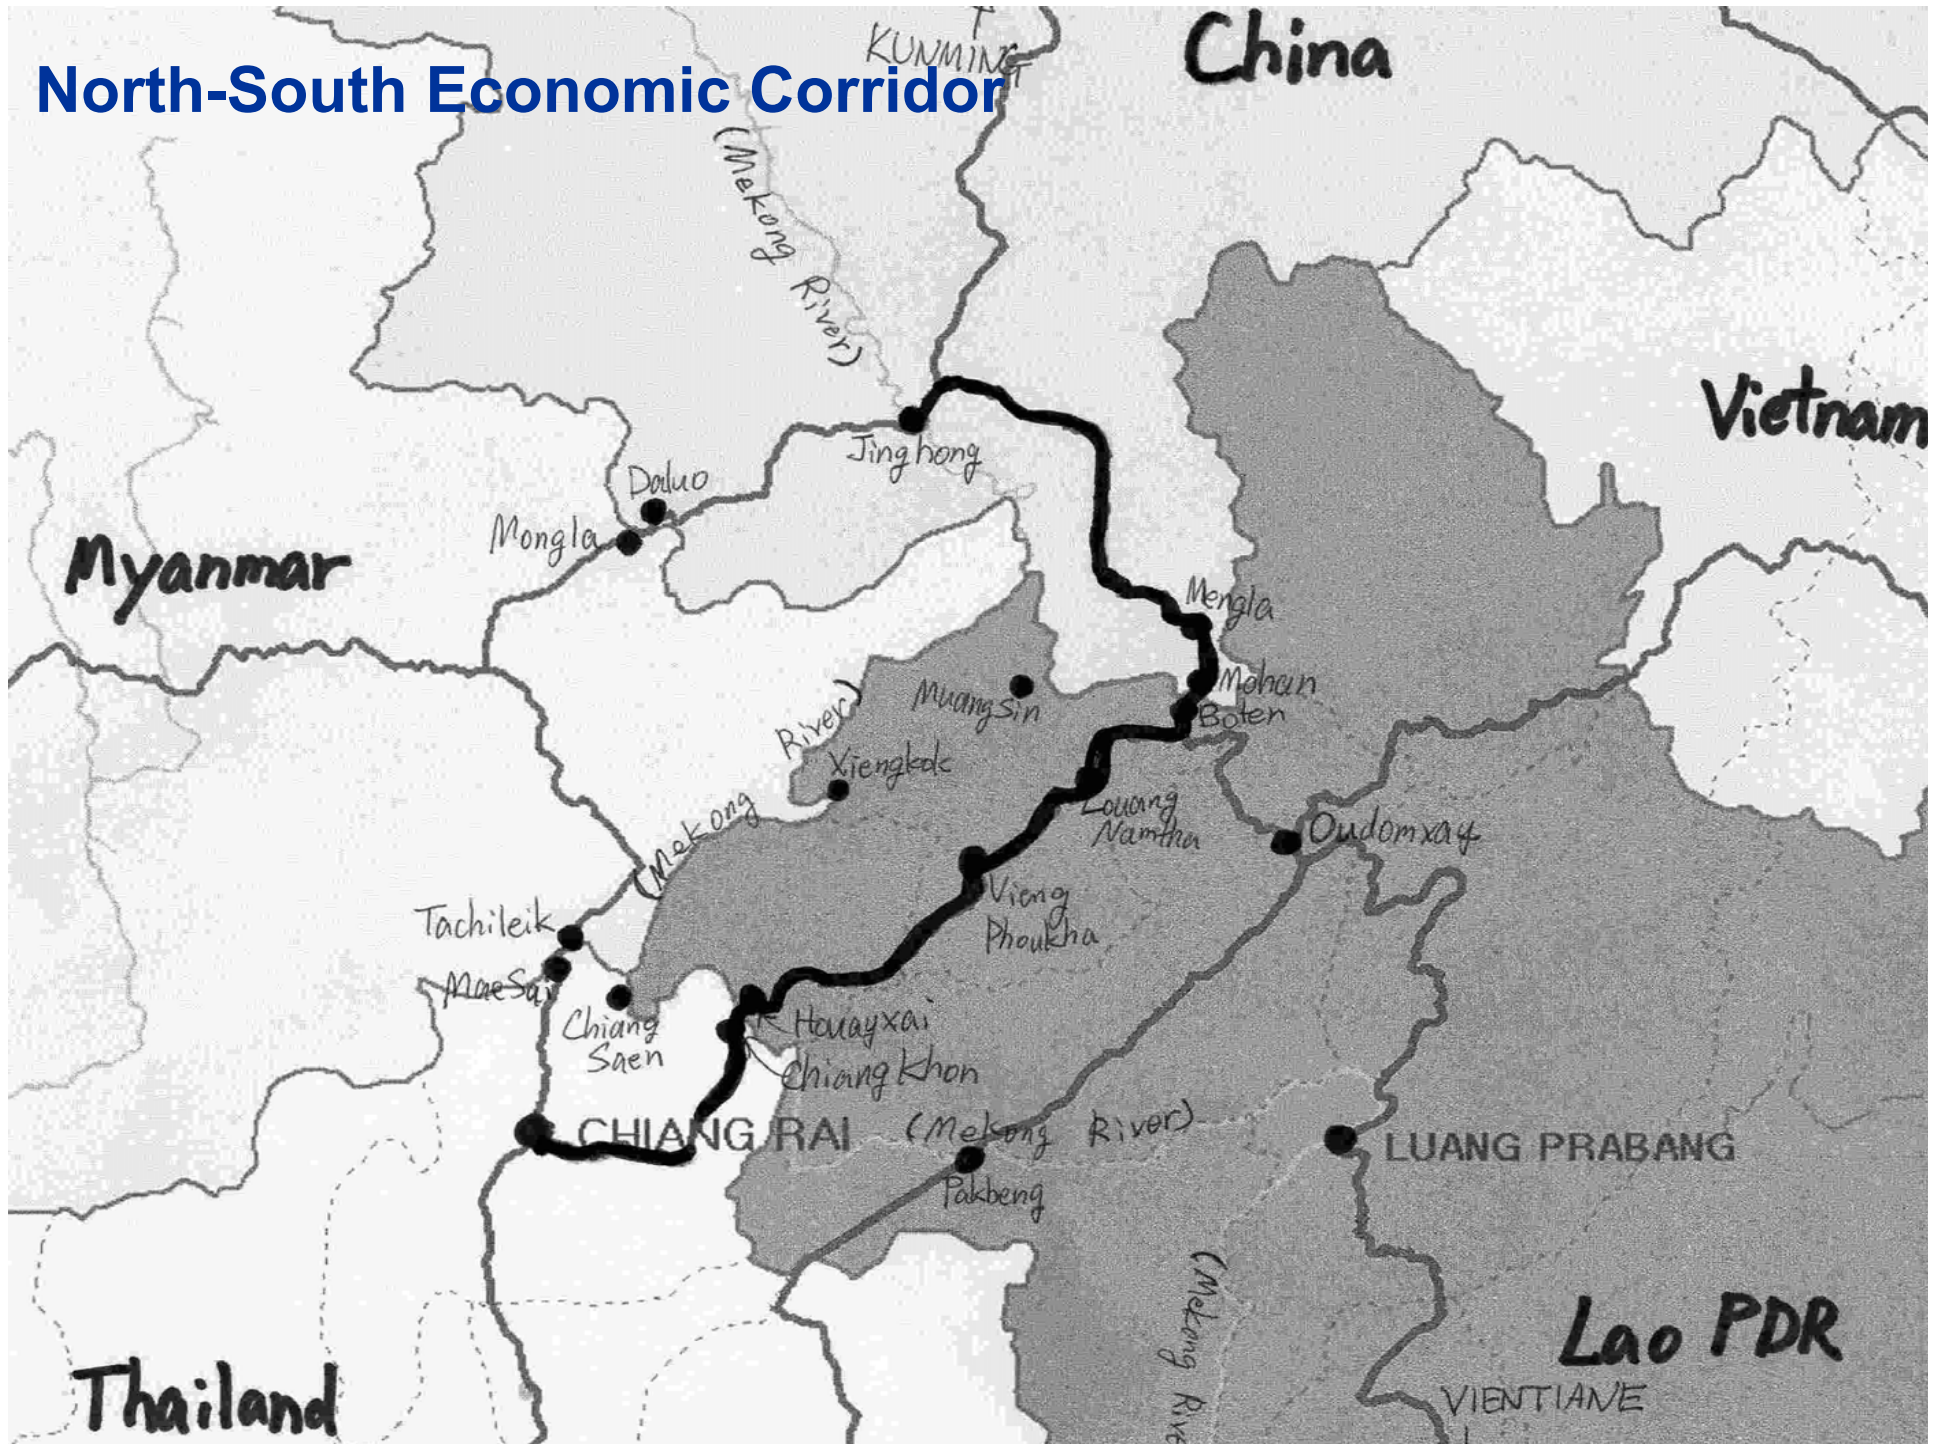 KUNMING
China
North-South Economic Corridor
(Mekong River)
Vietnam
Jinghong
Daluo
Mongla
Myanmar
Mengla
Mohan
Boten
Muangsin
Xiengkok
(Mekong River)
Louang
Namtha
Oudomxay
Vieng
Phoukha
Tachileik
MaeSai
Chiang
Saen
Houayxai
Chiang Khon
CHIANG RAI
(Mekong River)
LUANG PRABANG
Pakbeng
(Mekong Rive
Lao PDR
Thailand
VIENTIANE